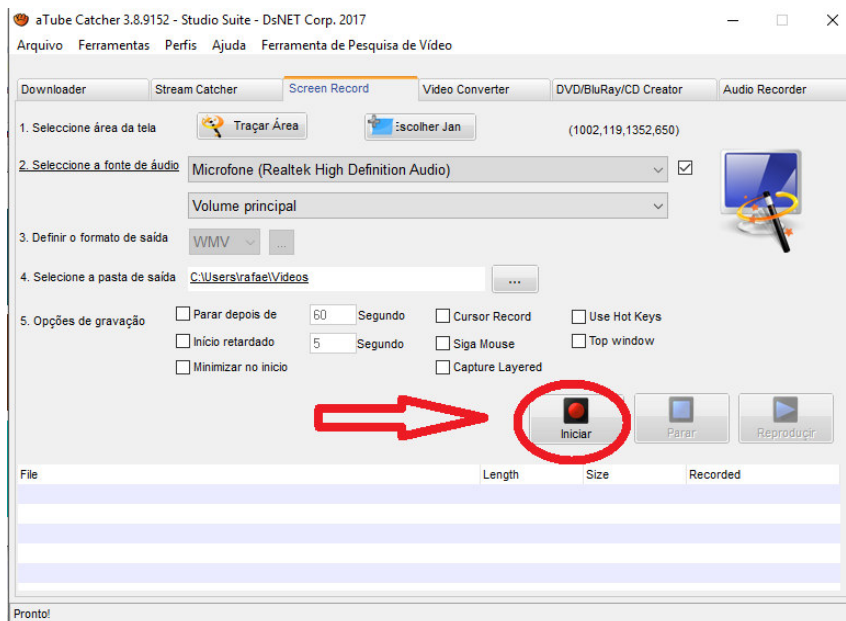 aTube Catcher 3.8.9152 - Studio Suite - DsNET Corp. 2017
Arquivo Ferramentas Perfis Ajuda Ferramenta de Pesquisa de Vídeo
Downloader Stream Catcher Screen Record Video Converter DVD/BluRay/CD Creator Audio Recorder
1. Seleccione área da tela Traçar Área Escolher Jan (1002,119,1352,650)
2. Seleccione a fonte de áudio Microfone (Realtek High Definition Audio)
Volume principal
3. Definir o formato de saída WMV ...
4. Selecione a pasta de saída C:\Users\rafae\Videos ...
5. Opções de gravação Parar depois de 60 Segundo Cursor Record Use Hot Keys
Início retardado 5 Segundo Siga Mouse Top window
Minimizar no inicio Capture Layered
Iniciar Parar Reproduçir
File Length Size Recorded
Pronto!